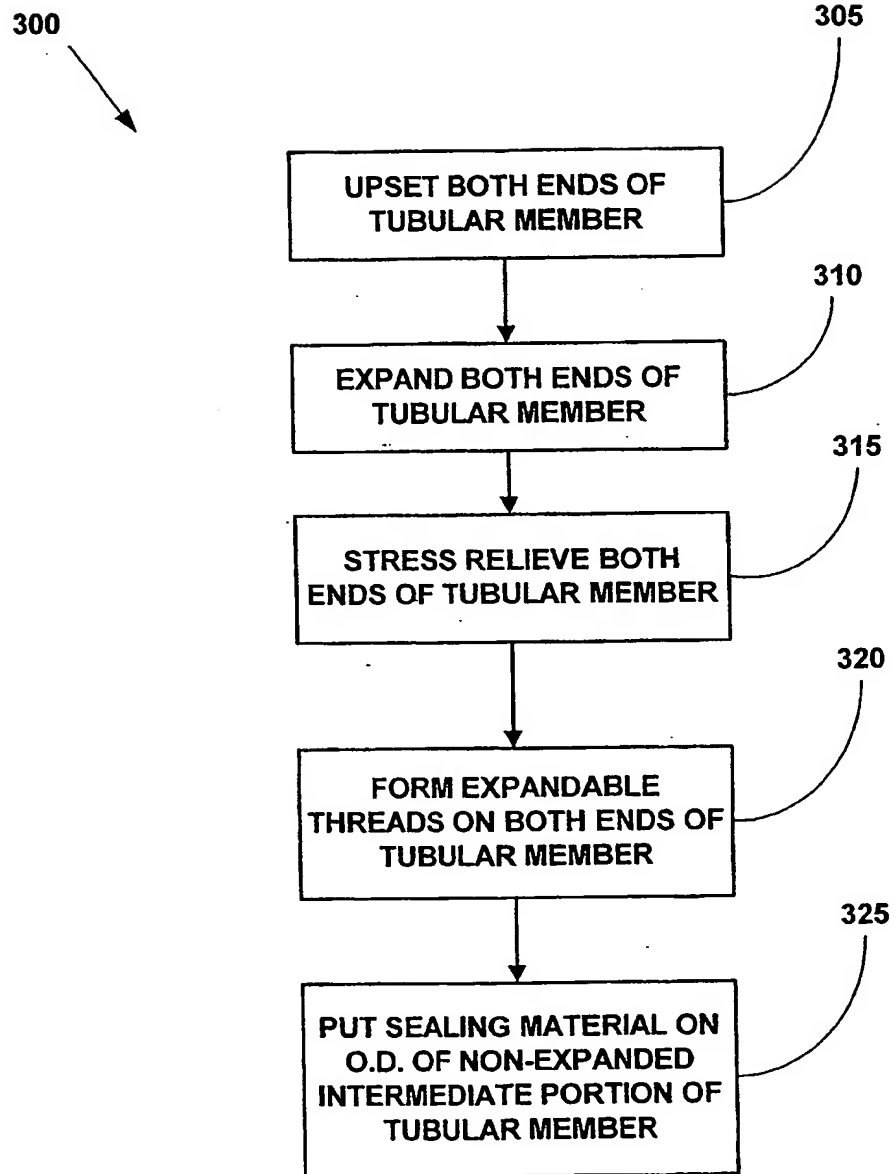 300
305
UPSET BOTH ENDS OF
TUBULAR MEMBER
310
EXPAND BOTH ENDS OF
TUBULAR MEMBER
315
STRESS RELIEVE BOTH
ENDS OF TUBULAR MEMBER
320
FORM EXPANDABLE
THREADS ON BOTH ENDS OF
TUBULAR MEMBER
325
PUT SEALING MATERIAL ON
O.D. OF NON-EXPANDED
INTERMEDIATE PORTION OF
TUBULAR MEMBER